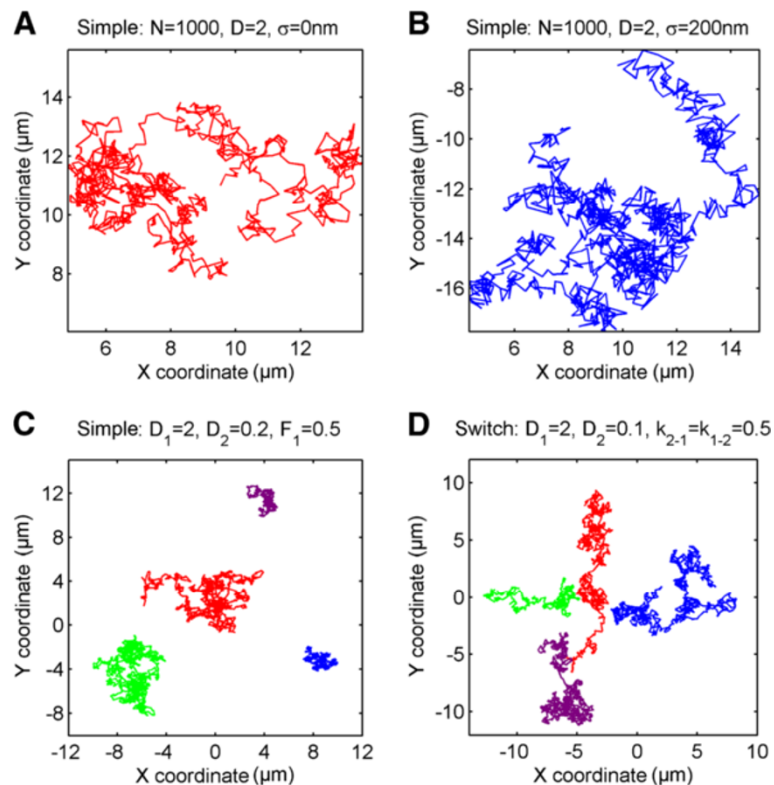 A Simple: N=1000, D=2, σ=0nm
Y coordinate (μm)
14
12
10
8
6 8 10 12
X coordinate (μm)
B Simple: N=1000, D=2, σ=200nm
Y coordinate (μm)
-8
-10
-12
-14
-16
6 8 10 12 14
X coordinate (μm)
C Simple: D₁=2, D₂=0.2, F₁=0.5
Y coordinate (μm)
12
8
4
0
-4
-8
-12 -8 -4 0 4 8 12
X coordinate (μm)
D Switch: D₁=2, D₂=0.1, k₂₋₁=k₁₋₂=0.5
Y coordinate (μm)
10
5
0
-5
-10
-10 -5 0 5 10
X coordinate (μm)